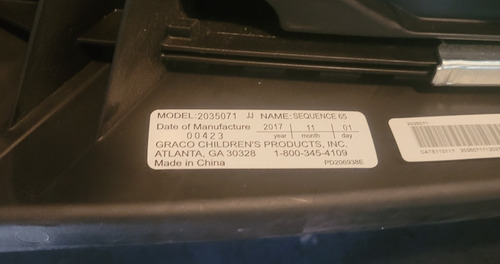 MODEL:2035071 JJ NAME: SEQUENCE 65
Date of Manufacture 2017 | 11 | 01
00423 year month day
GRACO CHILDREN'S PRODUCTS, INC.
ATLANTA, GA 30328 1-800-345-4109
Made in China PD206938E
2035071